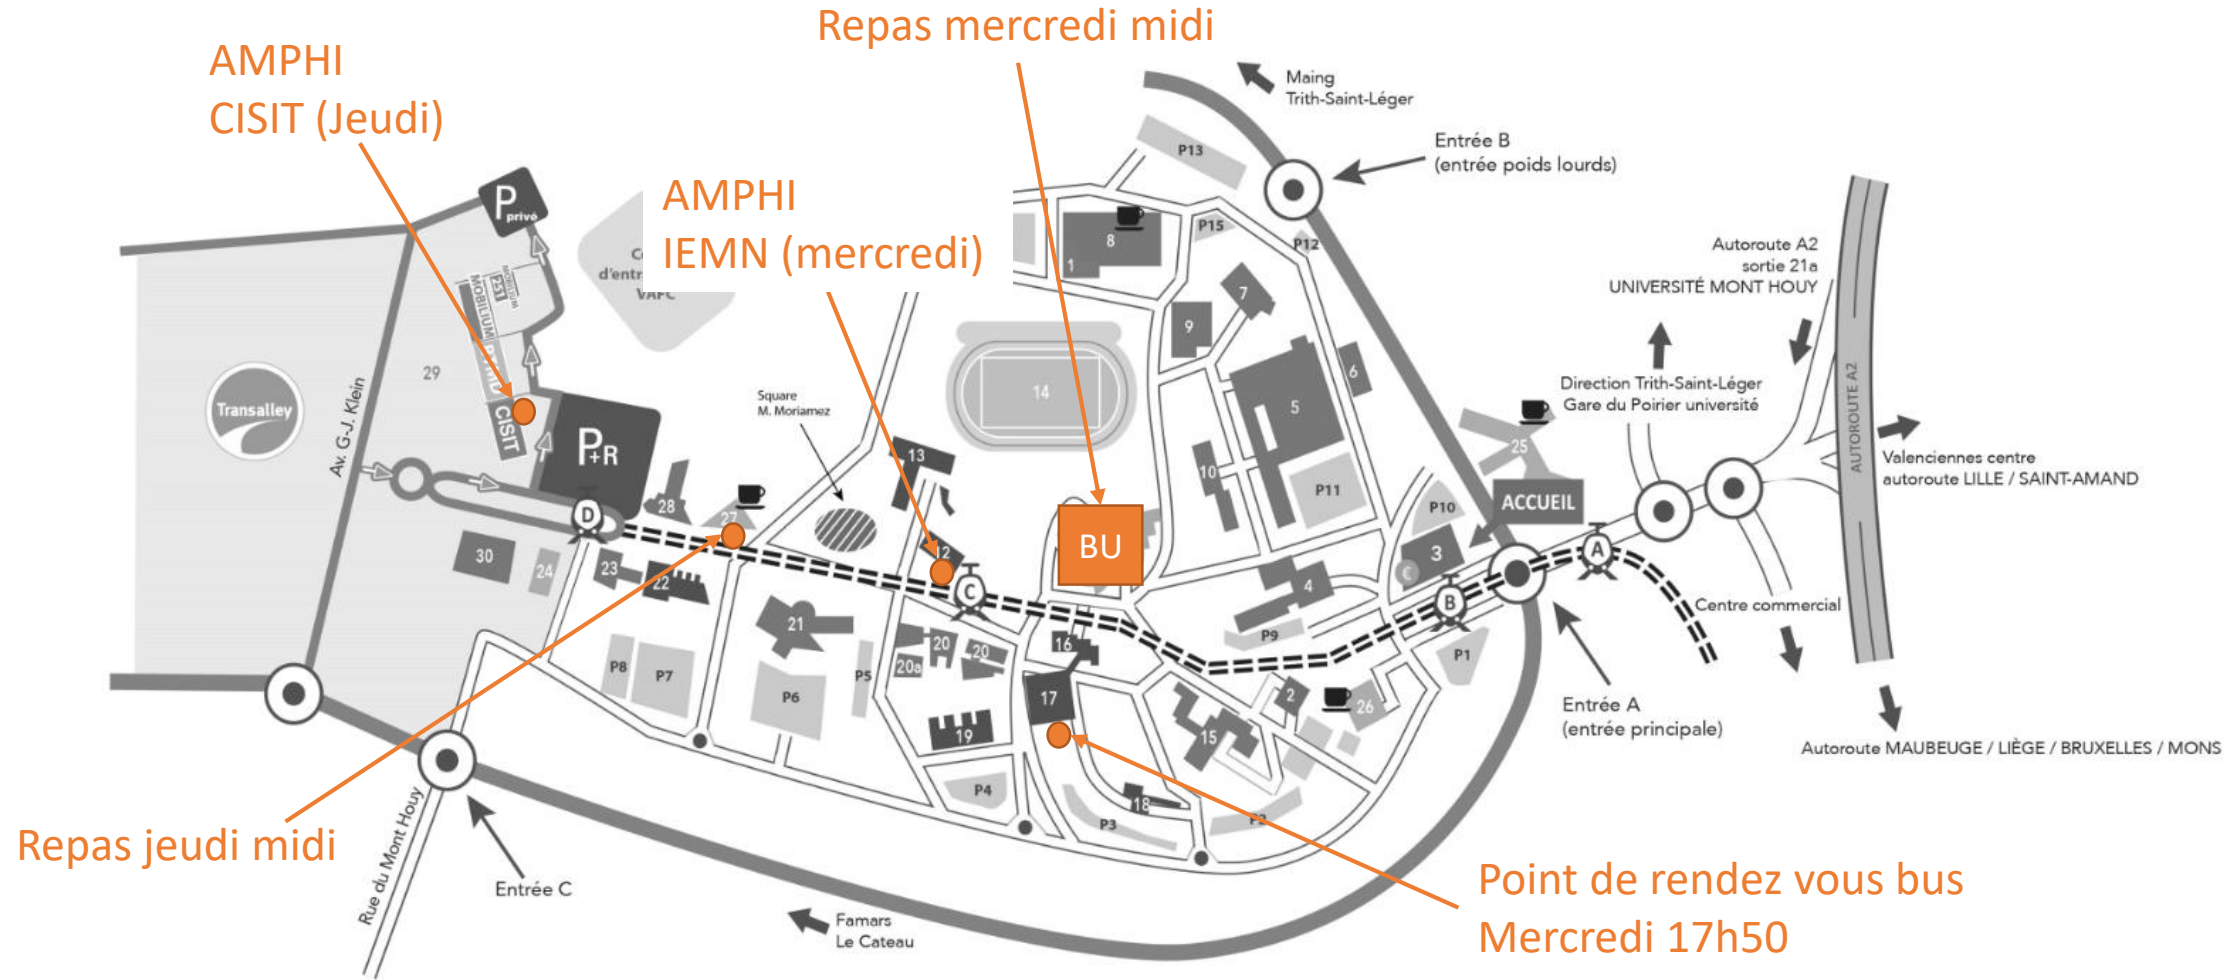 Repas mercredi midi
AMPHI
CISIT (Jeudi)
AMPHI
IEMN (mercredi)
Maing
Trith-Saint-Léger
Entrée B
(entrée poids lourds)
P13
P
privé
P15
P12
8
1
7
9
Autoroute A2
sortie 21a
UNIVERSITÉ MONT HOUY
d'entr
VAFC
MOBILIUM
MOBILIUM
29
Transalley
Av. G-J. Klein
CISIT
P+R
Square
M. Moriamez
14
13
5
6
10
P11
Direction Trith-Saint-Léger
Gare du Poirier université
AUTOROUTE A2
Valenciennes centre
autoroute LILLE / SAINT-AMAND
25
ACCUEIL
P10
3
€
A
B
4
P9
P1
BU
12
C
D
28
27
30
24
23
22
21
20
20
20a
16
17
P8
P7
P6
P5
19
P4
P3
18
P2
15
2
26
Centre commercial
Entrée A
(entrée principale)
Autoroute MAUBEUGE / LIÈGE / BRUXELLES / MONS
Repas jeudi midi
Rue du Mont Houy
Entrée C
Famars
Le Cateau
Point de rendez vous bus
Mercredi 17h50